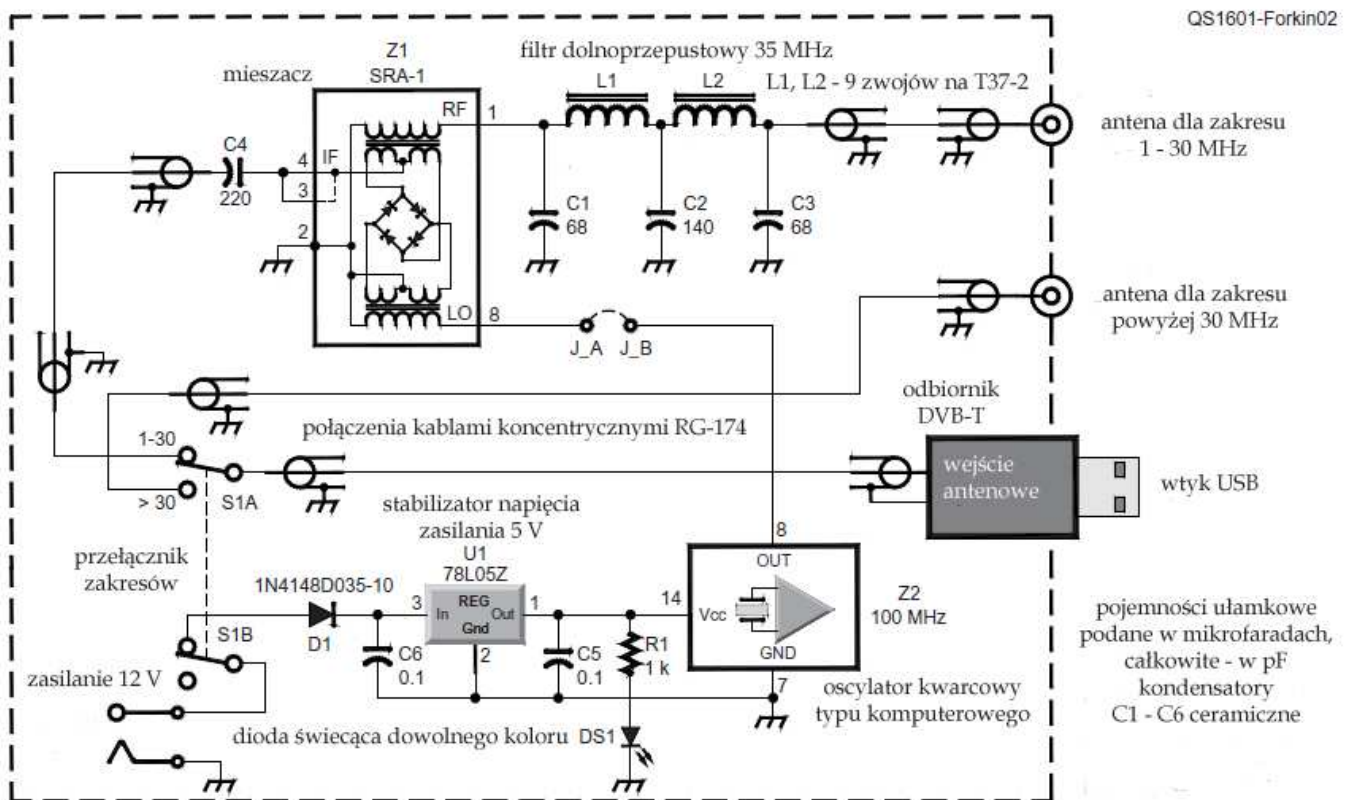 QS1601-Forkin02
filtr dolnoprzepustowy 35 MHz
Z1
SRA-1
mieszacz
L1
L2
L1, L2 - 9 zwojów na T37-2
RF
1
antena dla zakresu
1 - 30 MHz
C4
220
4
IF
3
2
C1
68
C2
140
C3
68
LO
8
J_A
J_B
antena dla zakresu
powyżej 30 MHz
odbiornik
DVB-T
połączenia kablami koncentrycznymi RG-174
1-30
> 30
S1A
wejście
antenowe
wtyk USB
stabilizator napięcia
zasilania 5 V
U1
78L05Z
przełącznik
zakresów
1N4148D035-10
D1
3
In
REG
Out
Gnd
1
2
8
OUT
14
Vcc
GND
7
Z2
100 MHz
S1B
C6
0.1
C5
0.1
R1
1 k
zasilanie 12 V
oscylator kwarcowy
typu komputerowego
dioda świecąca dowolnego koloru
DS1
pojemności ułamkowe
podane w mikrofaradach,
całkowite - w pF
kondensatory
C1 - C6 ceramiczne